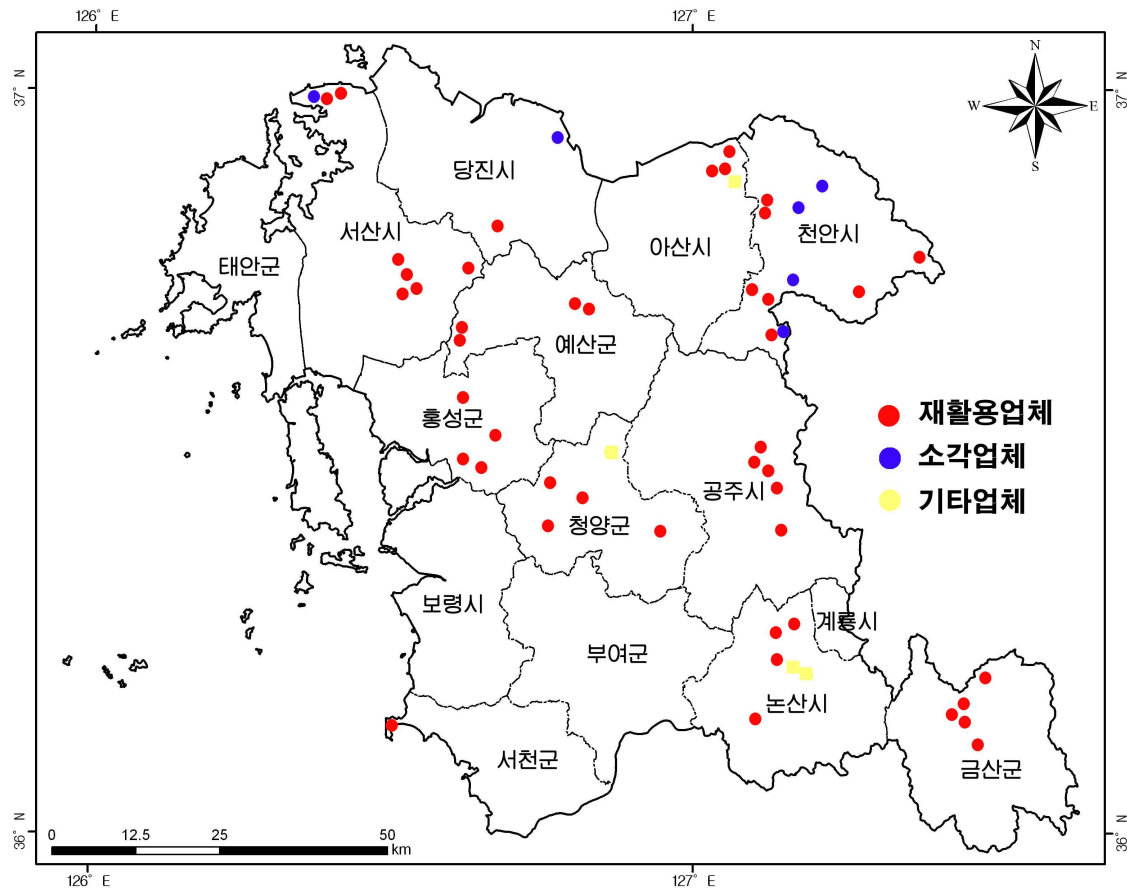 126° E
127° E
37° N
37° N
N
W
E
S
당진시
서산시
태안군
아산시
천안시
예산군
홍성군
재활용업체
소각업체
기타업체
공주시
청양군
보령시
계룡시
부여군
논산시
서천군
금산군
36° N
36° N
0 12.5 25 50
km
126° E
127° E